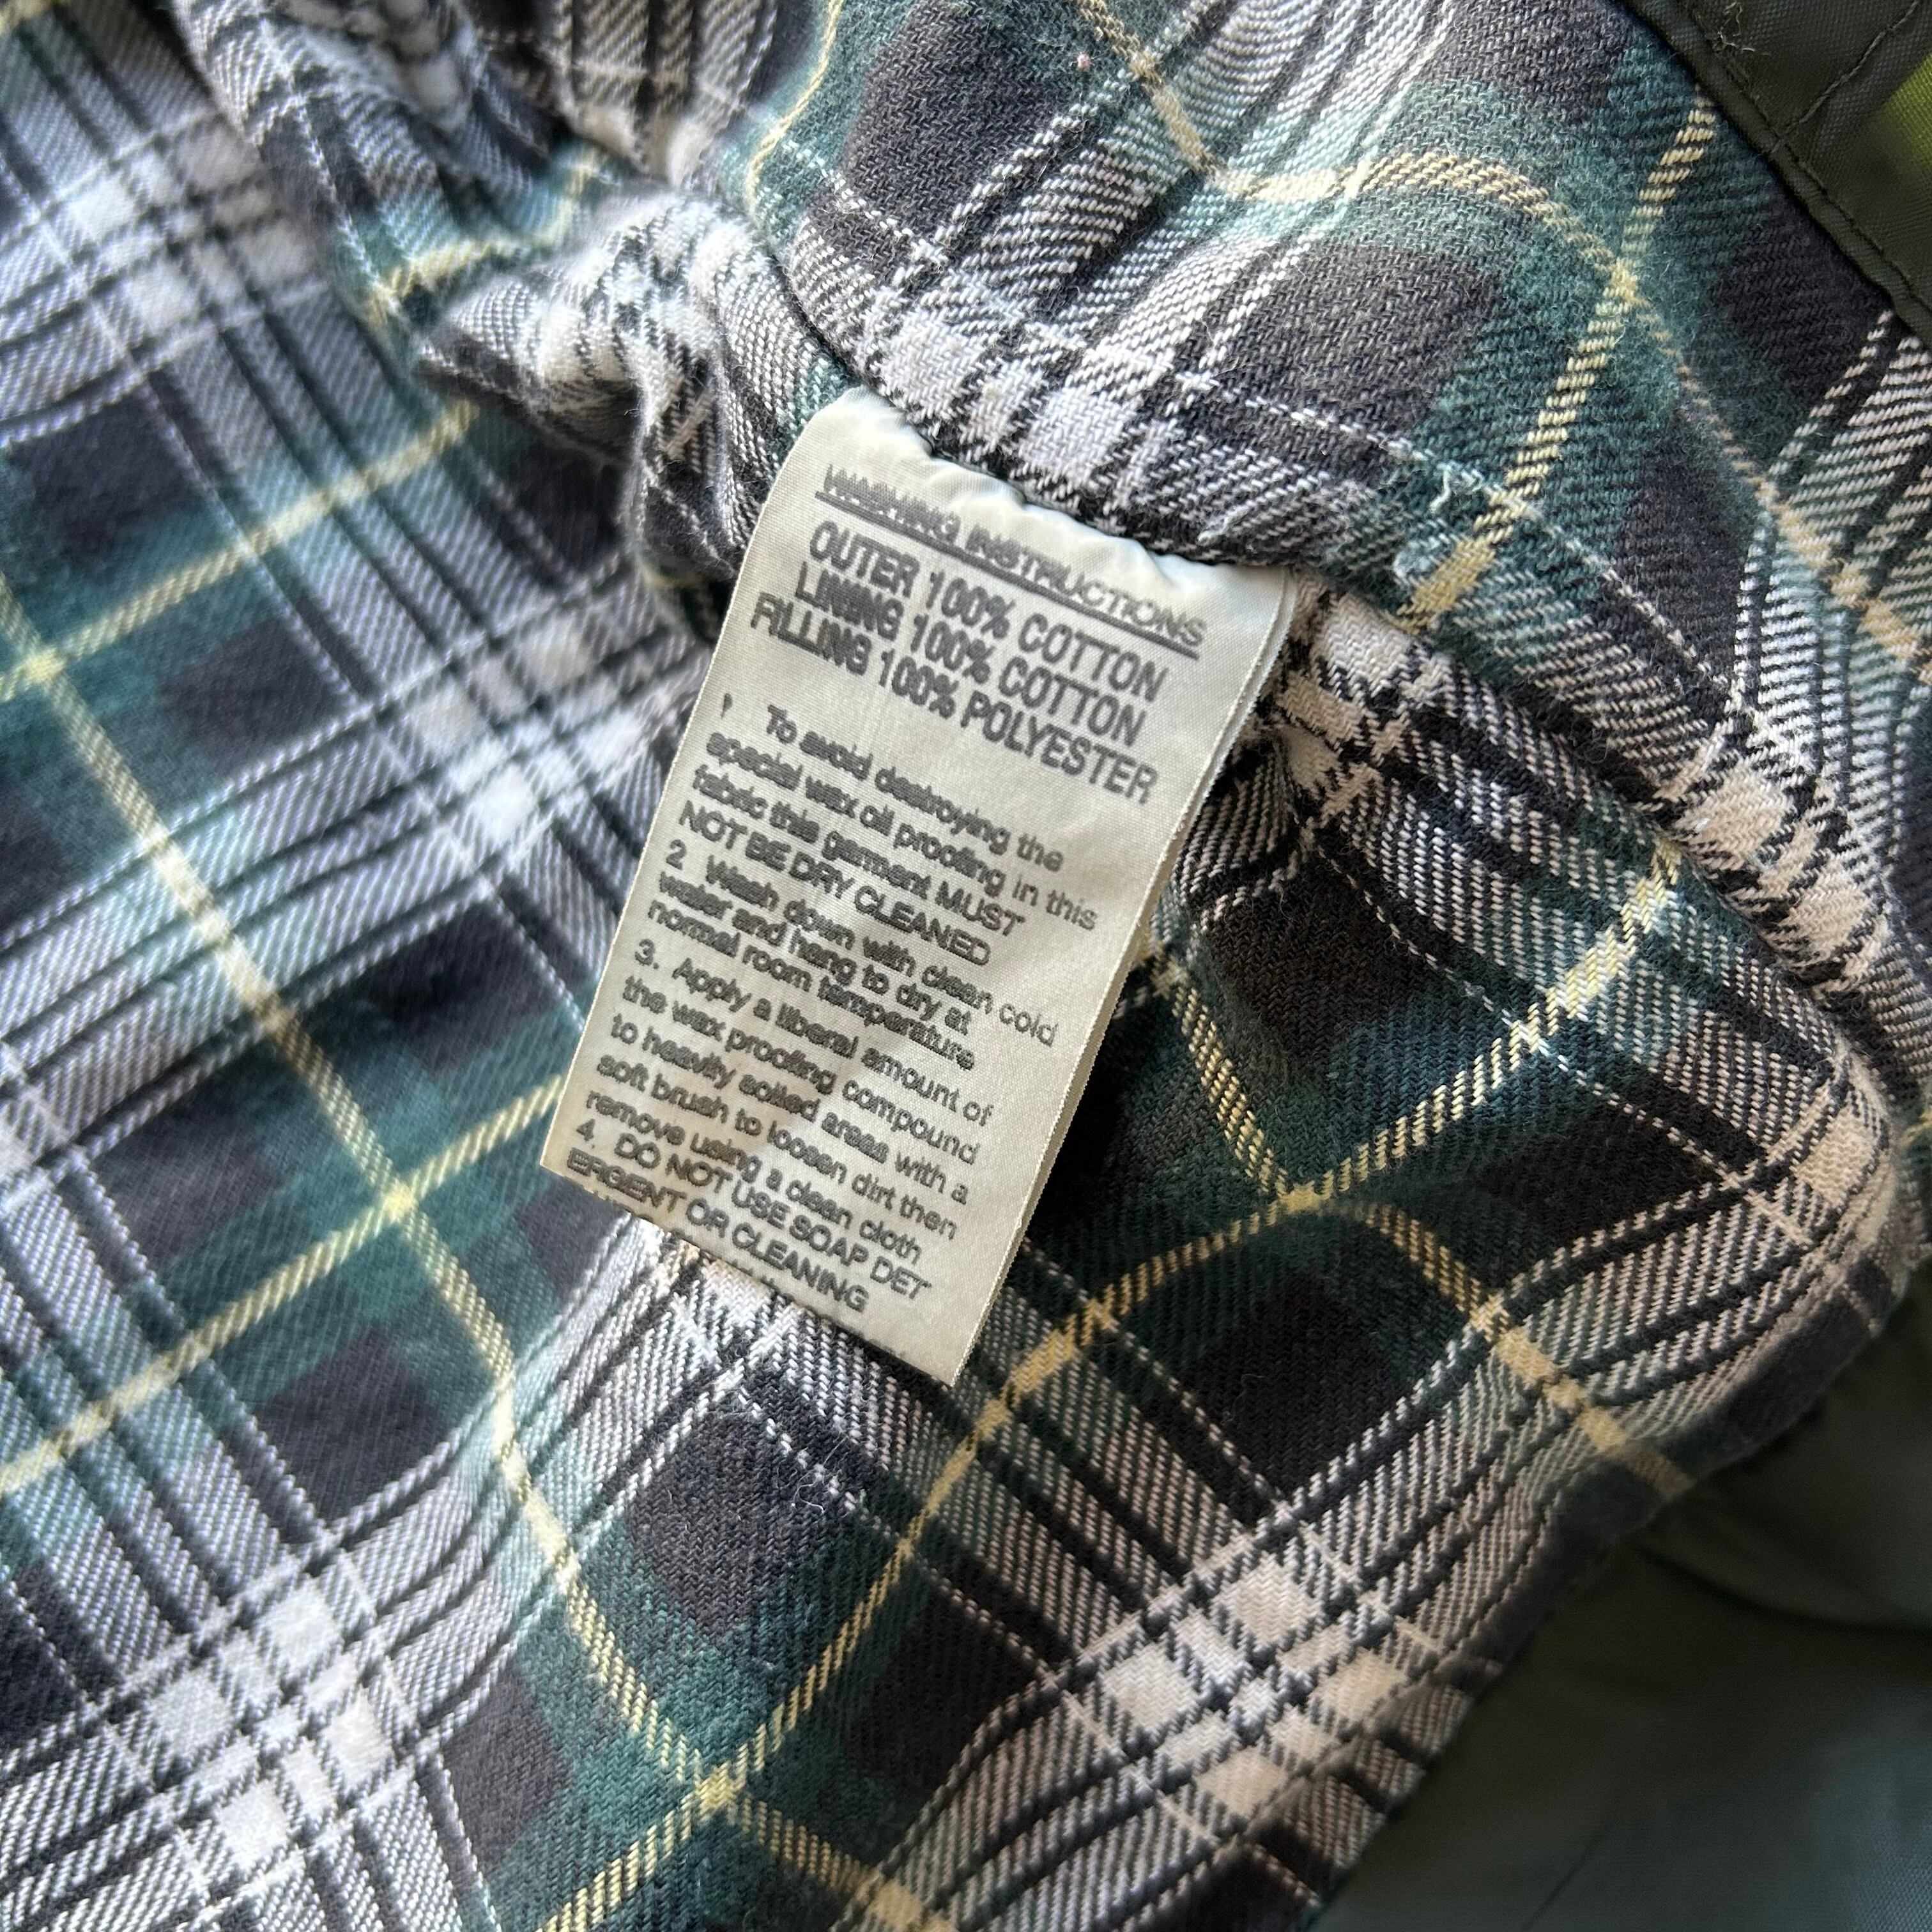 WASHING INSTRUCTIONS
OUTER 100% COTTON
LINING 100% COTTON
FILLING 100% POLYESTER
To avoid destroying the
special wax oil proofing in this
fabric this garment MUST
NOT BE DRY CLEANED
2 Wash down with clean cold
water and hang to dry at
normal room temperature
3. Apply a liberal amount of
the wax proofing compound
to heavily soiled areas with a
soft brush to loosen dirt then
remove using a clean cloth
4. DO NOT USE SOAP DET
ERGENT OR CLEANING